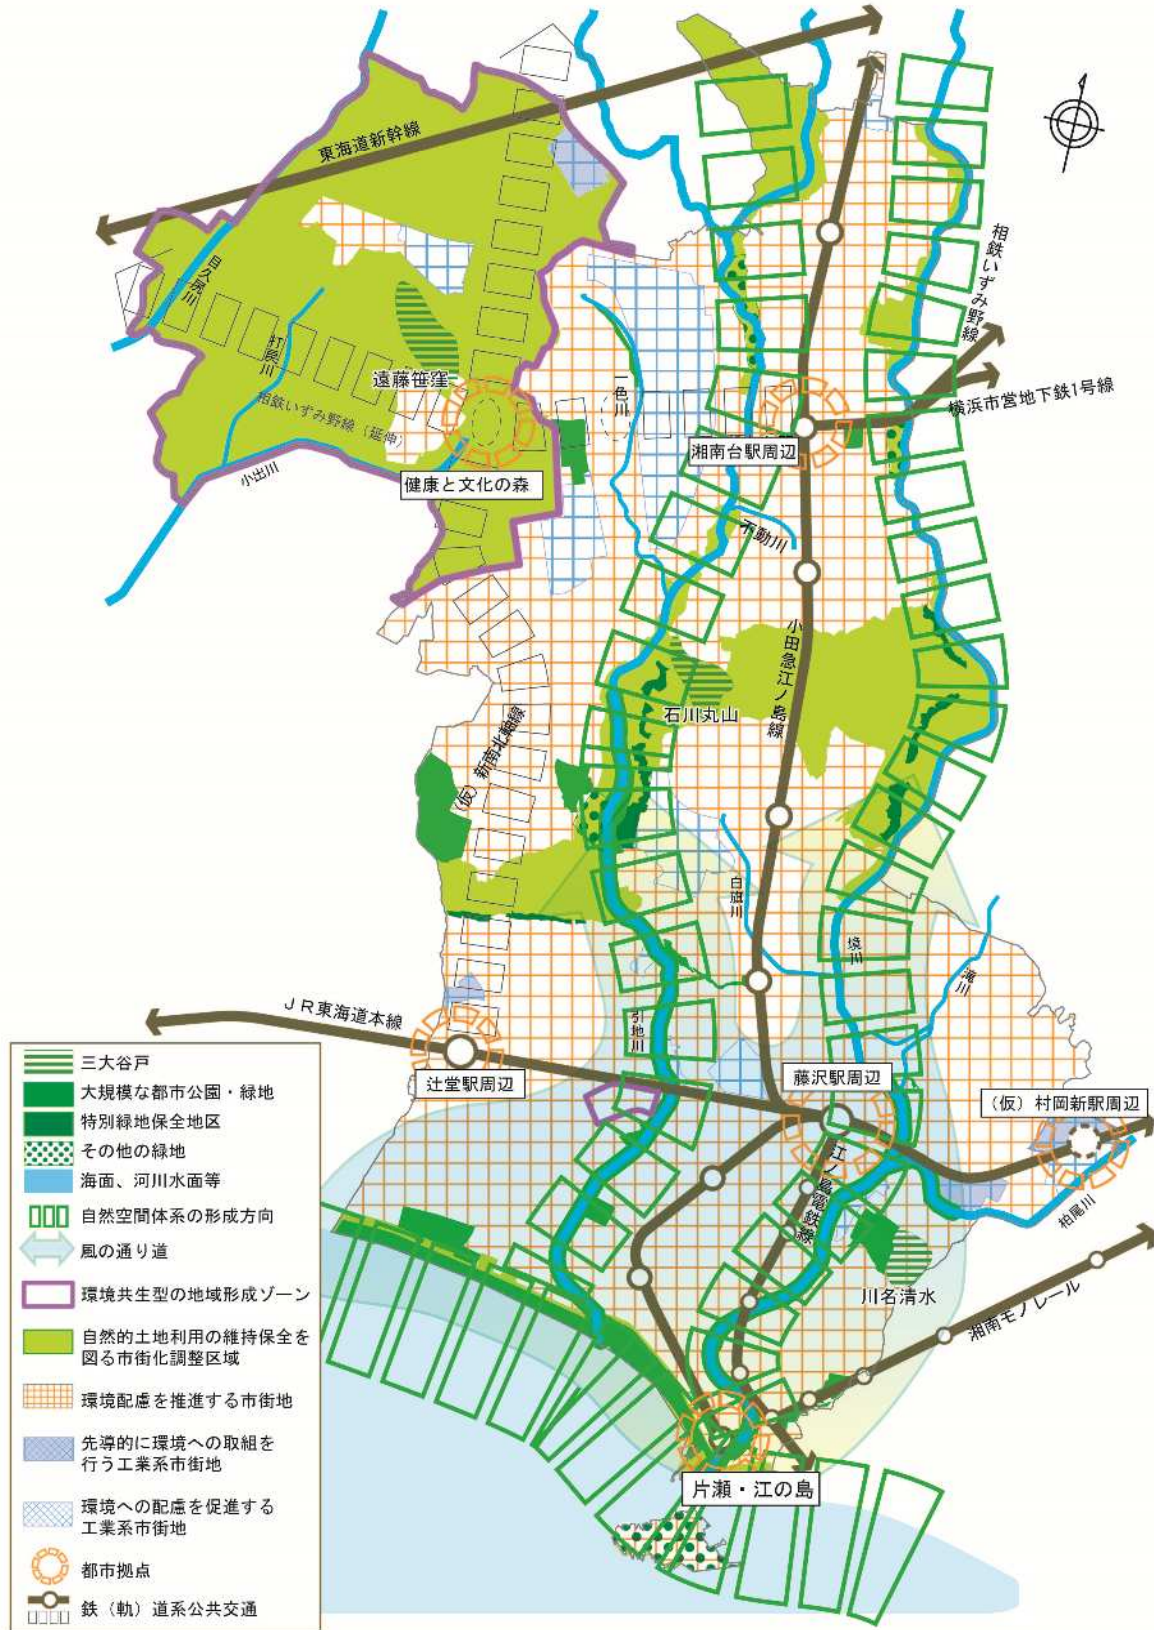 東海道新幹線
目久尻川
打戻川
遠藤笹窪
相鉄いずみ野線（延伸）
小出川
健康と文化の森
一色川
相鉄いずみ野線
横浜市営地下鉄1号線
湘南台駅周辺
不動川
小田急江ノ島線
石川丸山
（仮）新南北軸線
白旗川
境川
滝川
引地川
ＪＲ東海道本線
辻堂駅周辺
藤沢駅周辺
（仮）村岡新駅周辺
江ノ島電鉄線
柏尾川
川名清水
湘南モノレール
片瀬・江の島
三大谷戸
大規模な都市公園・緑地
特別緑地保全地区
その他の緑地
海面、河川水面等
自然空間体系の形成方向
風の通り道
環境共生型の地域形成ゾーン
自然的土地利用の維持保全を
図る市街化調整区域
環境配慮を推進する市街地
先導的に環境への取組を
行う工業系市街地
環境への配慮を促進する
工業系市街地
都市拠点
鉄（軌）道系公共交通